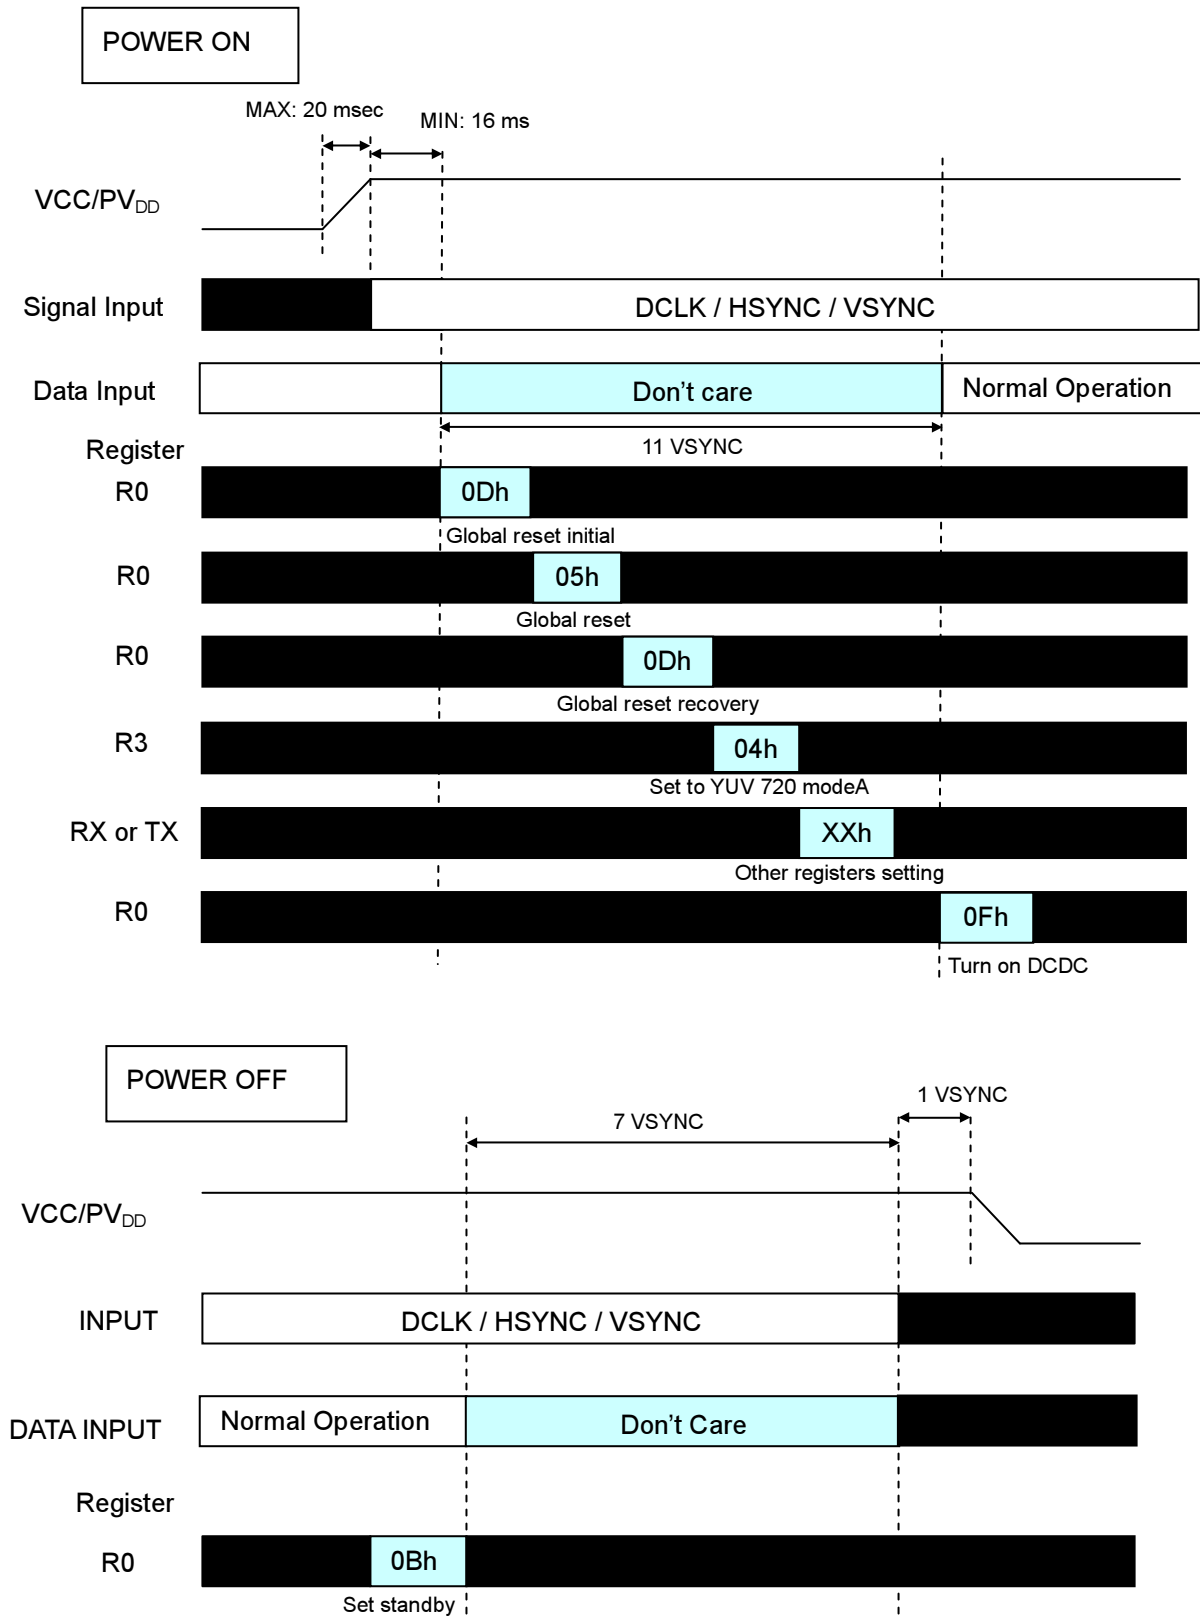 POWER ON
MAX: 20 msec
MIN: 16 ms
VCC/PVDD
Signal Input
DCLK / HSYNC / VSYNC
Data Input
Don't care
Normal Operation
11 VSYNC
Register
R0
0Dh
Global reset initial
R0
05h
Global reset
R0
0Dh
Global reset recovery
R3
04h
Set to YUV 720 modeA
RX or TX
XXh
Other registers setting
R0
0Fh
Turn on DCDC
POWER OFF
1 VSYNC
7 VSYNC
VCC/PVDD
INPUT
DCLK / HSYNC / VSYNC
DATA INPUT
Normal Operation
Don't Care
Register
R0
0Bh
Set standby